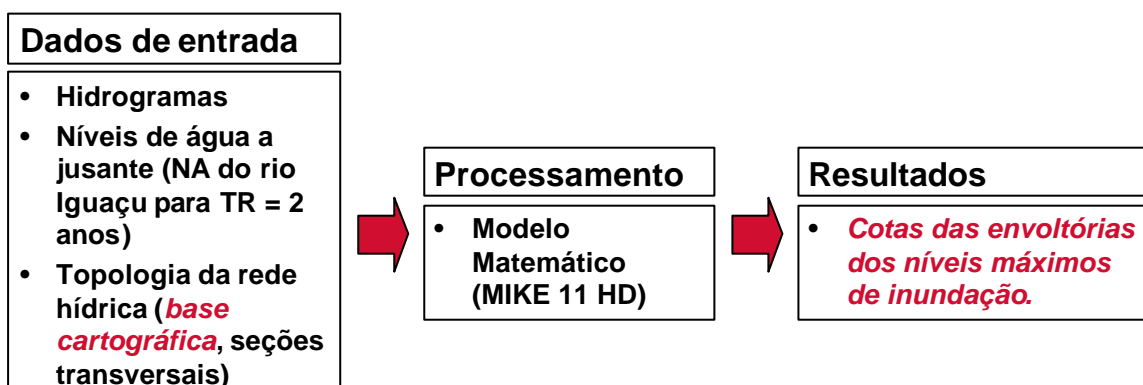 Dados de entrada
• Hidrogramas
• Níveis de água a
jusante (NA do rio
Iguaçu para TR = 2
anos)
• Topologia da rede
hídrica (base
cartográfica, seções
transversais)
Processamento
• Modelo
Matemático
(MIKE 11 HD)
Resultados
• Cotas das envoltórias
dos níveis máximos
de inundação.